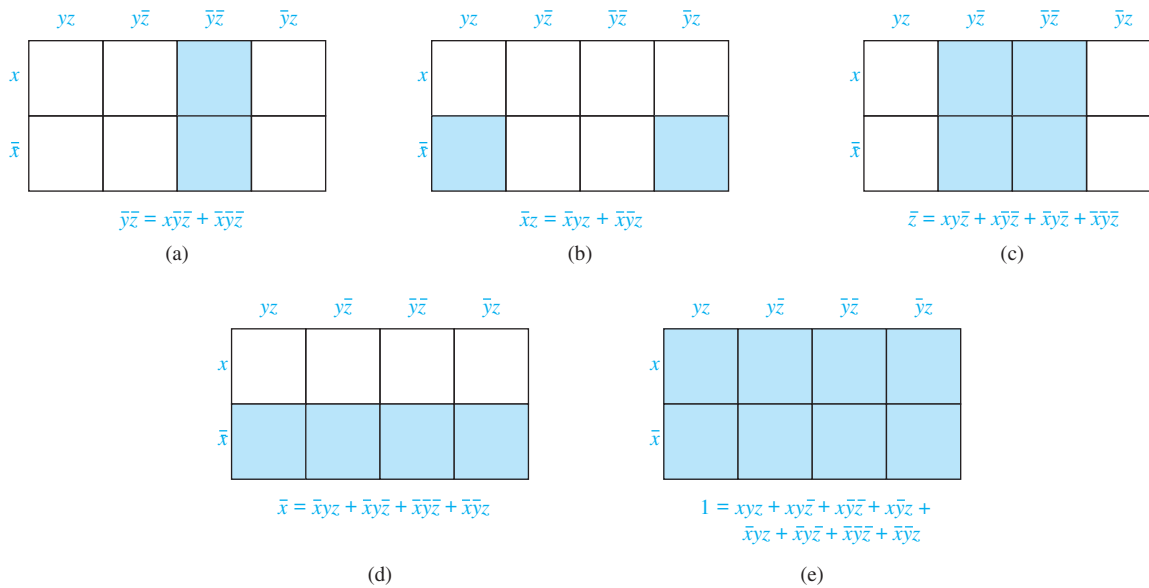 yz yz̄ ȳz̄ ȳz
x
x̄
ȳz̄ = xȳz̄ + x̄ȳz̄
(a)
yz yz̄ ȳz̄ ȳz
x
x̄
x̄z = x̄yz + x̄ȳz
(b)
yz yz̄ ȳz̄ ȳz
x
x̄
z̄ = xyz̄ + xȳz̄ + x̄yz̄ + x̄ȳz̄
(c)
yz yz̄ ȳz̄ ȳz
x
x̄
x̄ = x̄yz + x̄yz̄ + x̄ȳz̄ + x̄ȳz
(d)
yz yz̄ ȳz̄ ȳz
x
x̄
1 = xyz + xyz̄ + xȳz̄ + xȳz +
x̄yz + x̄yz̄ + x̄ȳz̄ + x̄ȳz
(e)